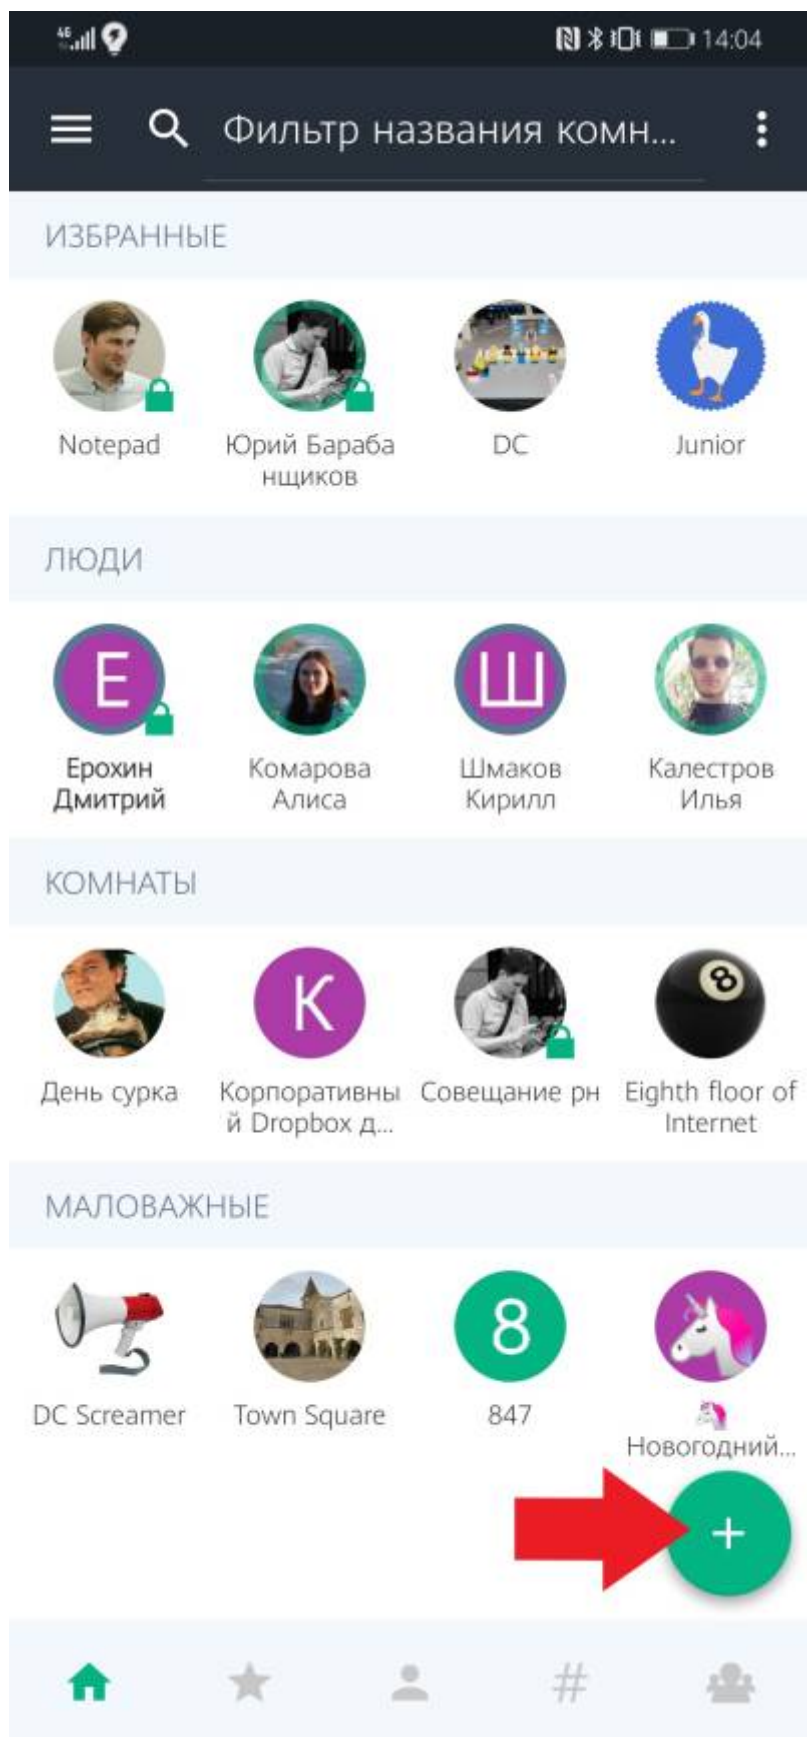 4G
14:04
Фильтр названия комн...
ИЗБРАННЫЕ
Notepad
Юрий Бараба
нщиков
DC
Junior
ЛЮДИ
Е
Ш
Ерохин
Дмитрий
Комарова
Алиса
Шмаков
Кирилл
Калестров
Илья
КОМНАТЫ
К
8
День сурка
Корпоративны
й Dropbox д...
Совещание рн
Eighth floor of
Internet
МАЛОВАЖНЫЕ
8
DC Screamer
Town Square
847
🦄
Новогодний...
+
#